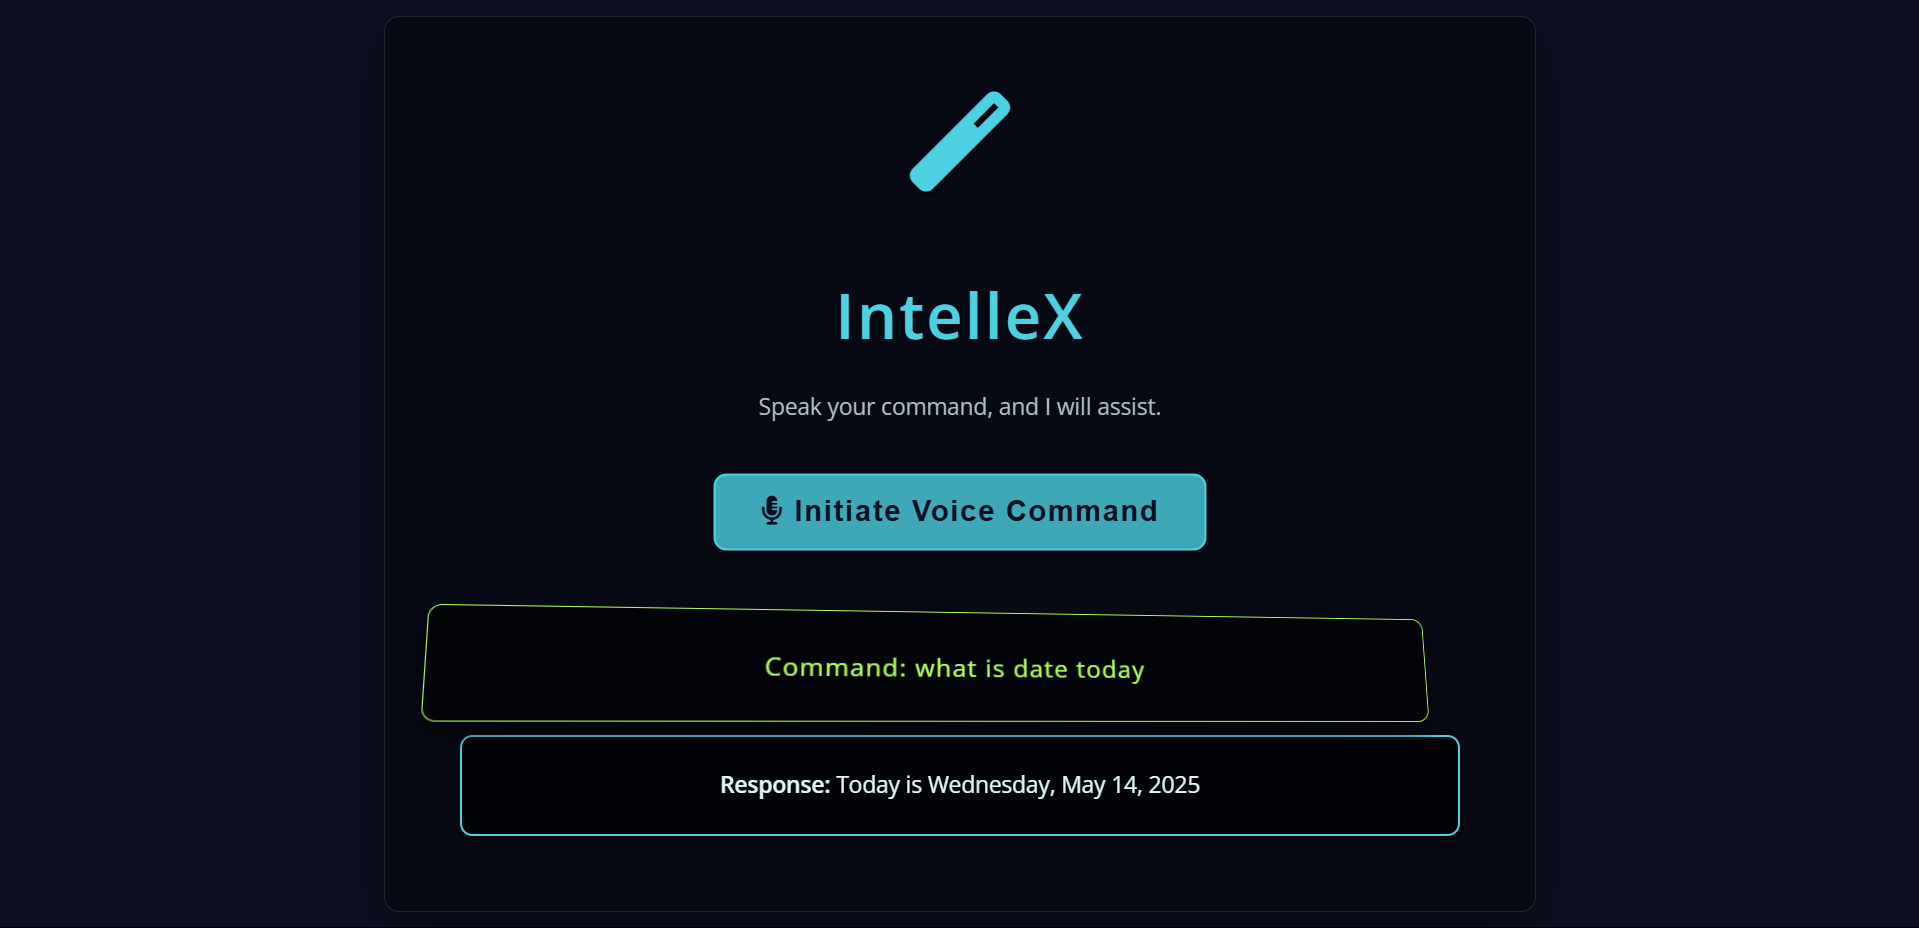 IntelleX
Speak your command, and I will assist.
Initiate Voice Command
Command: what is date today
Response: Today is Wednesday, May 14, 2025